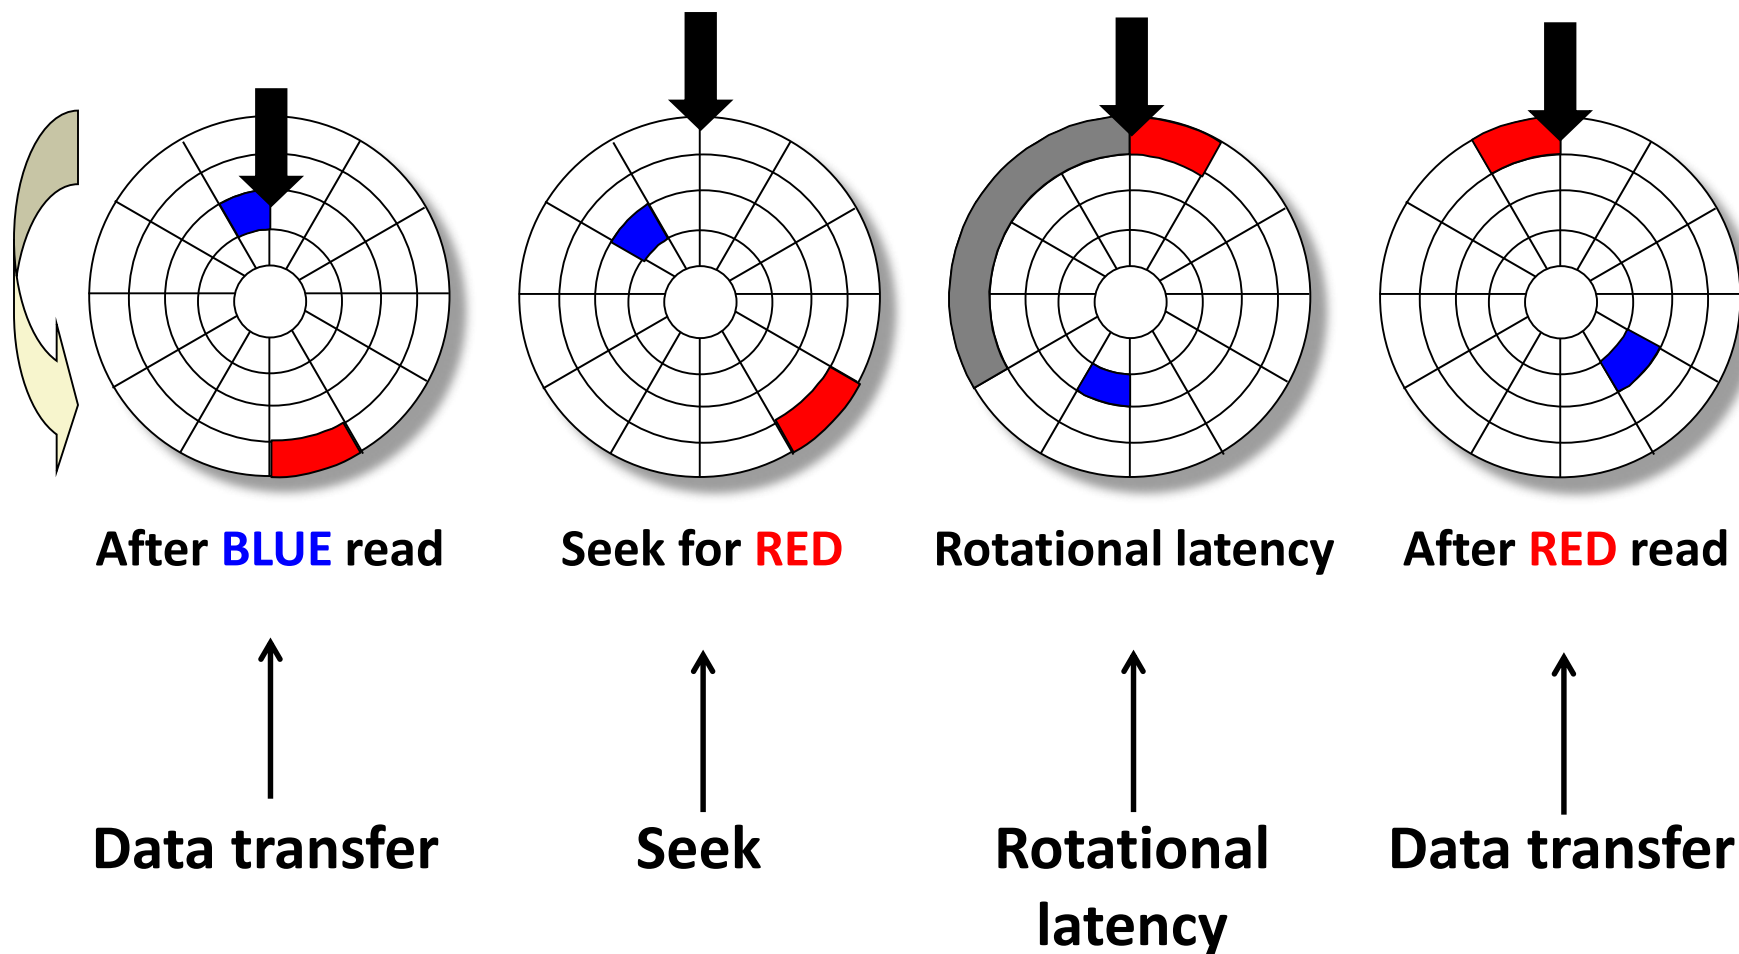 After BLUE read
Seek for RED
Rotational latency
After RED read
Data transfer
Seek
Rotational
latency
Data transfer